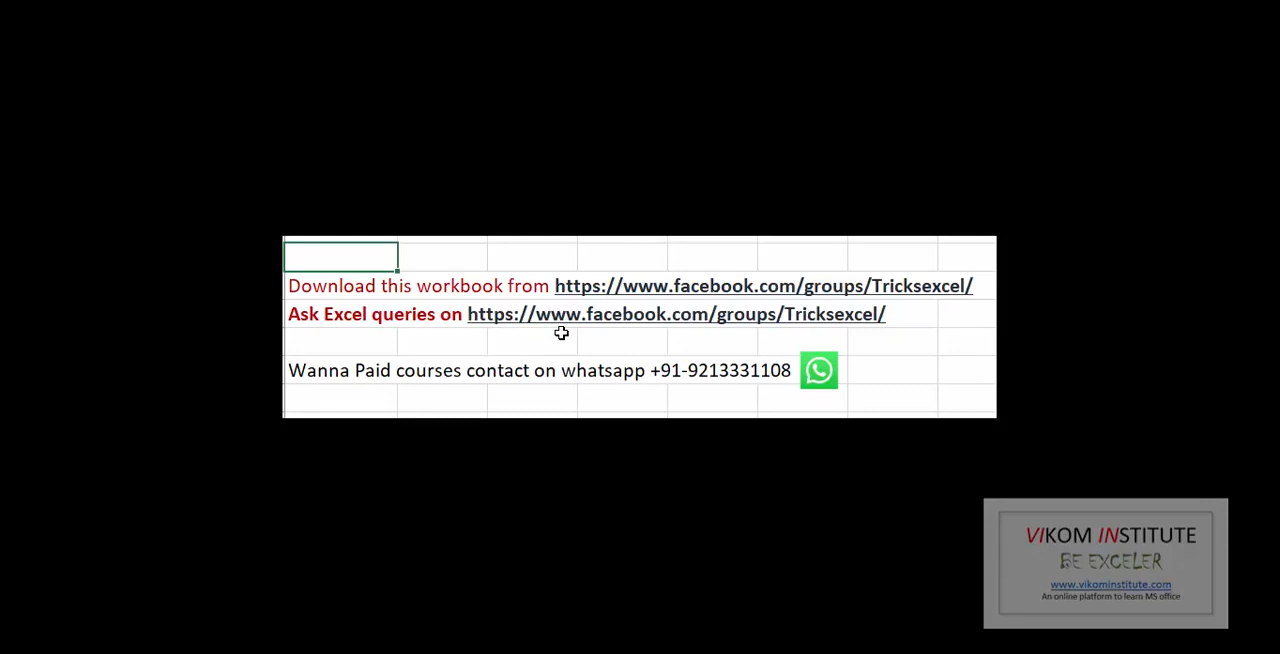 Download this workbook from https://www.facebook.com/groups/Tricksexcel/
Ask Excel queries on https://www.facebook.com/groups/Tricksexcel/
Wanna Paid courses contact on whatsapp +91-9213331108
VIKOM INSTITUTE
BE EXCELER
www.vikominstitute.com
An online platform to learn MS office